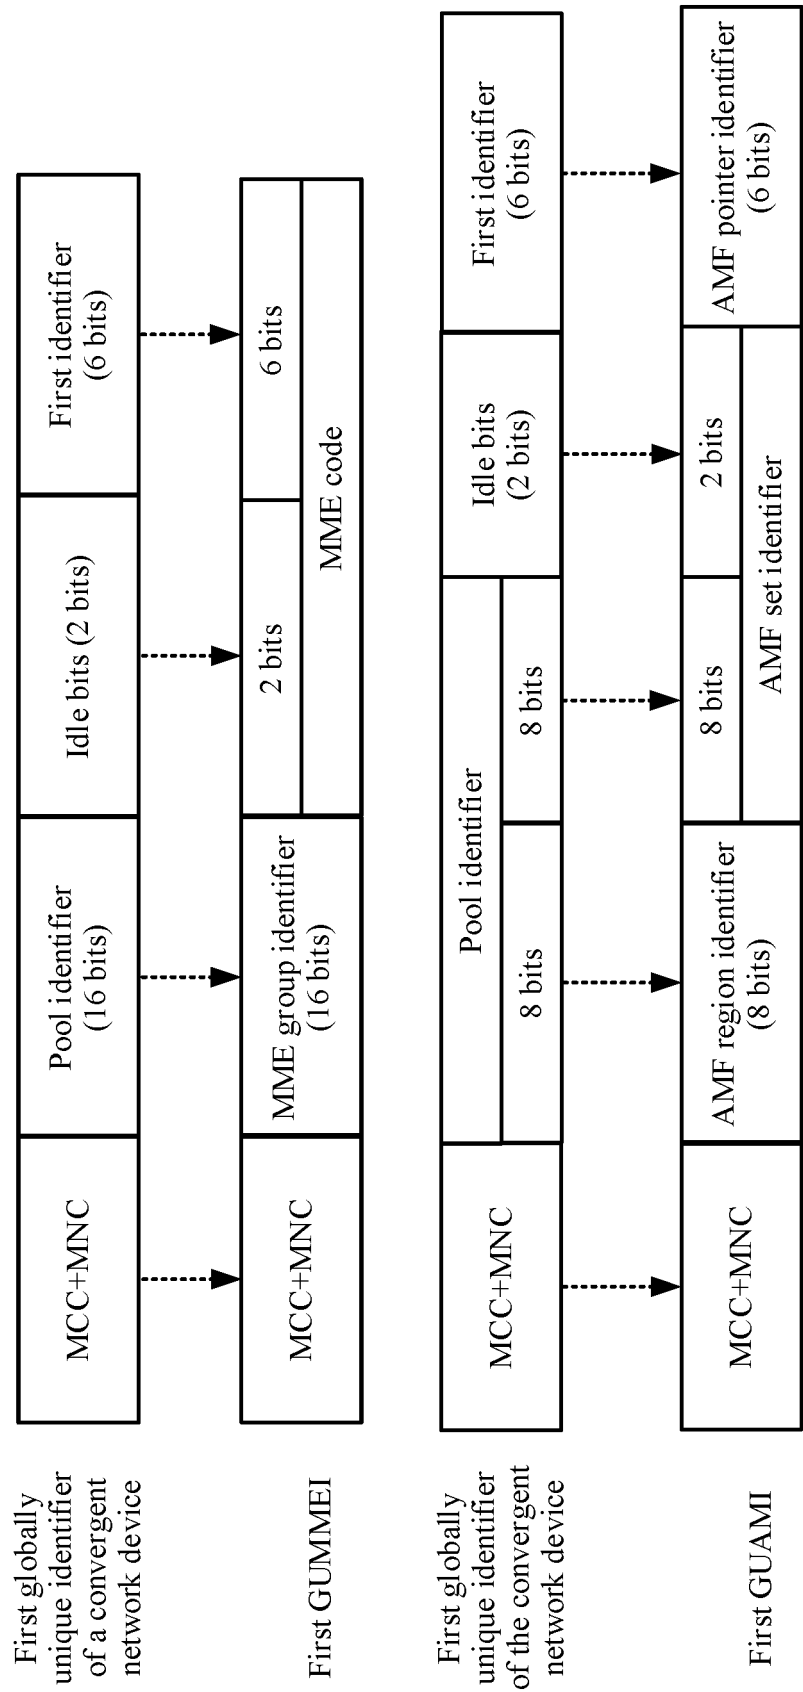 First globally
unique identifier
of a convergent
network device
MCC+MNC
Pool identifier
(16 bits)
Idle bits (2 bits)
First identifier
(6 bits)
First GUMMEI
MCC+MNC
MME group identifier
(16 bits)
2 bits
6 bits
MME code
First globally
unique identifier
of the convergent
network device
MCC+MNC
Pool identifier
8 bits
8 bits
Idle bits
(2 bits)
First identifier
(6 bits)
First GUAMI
MCC+MNC
AMF region identifier
(8 bits)
8 bits
2 bits
AMF set identifier
AMF pointer identifier
(6 bits)